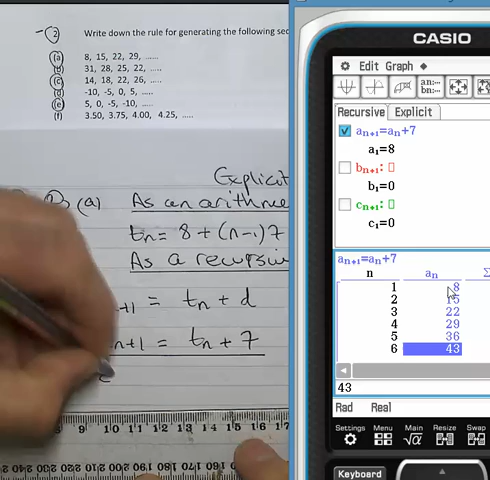 2 Write down the rule for generating the following sec
(a) 8, 15, 22, 29, ......
(b) 31, 28, 25, 22, .....
(c) 14, 18, 22, 26, .....
(d) -10, -5, 0, 5, .....
(e) 5, 0, -5, -10, .....
(f) 3.50, 3.75, 4.00, 4.25, .....
Explicit
(a) As an arithme
tn = 8 + (n-1)7
As a recursiv
n+1 = tn + d
n+1 = tn + 7
8 9 10 11 12 13 14 15 16 17
CASIO
Edit Graph
an:
bn:
Recursive Explicit
an+1=an+7
a1=8
bn+1:
b1=0
cn+1:
c1=0
an+1=an+7
n an Σ
1 8
2 15
3 22
4 29
5 36
6 43
43
Rad Real
Settings Menu Main Resize Swap
Keyboard